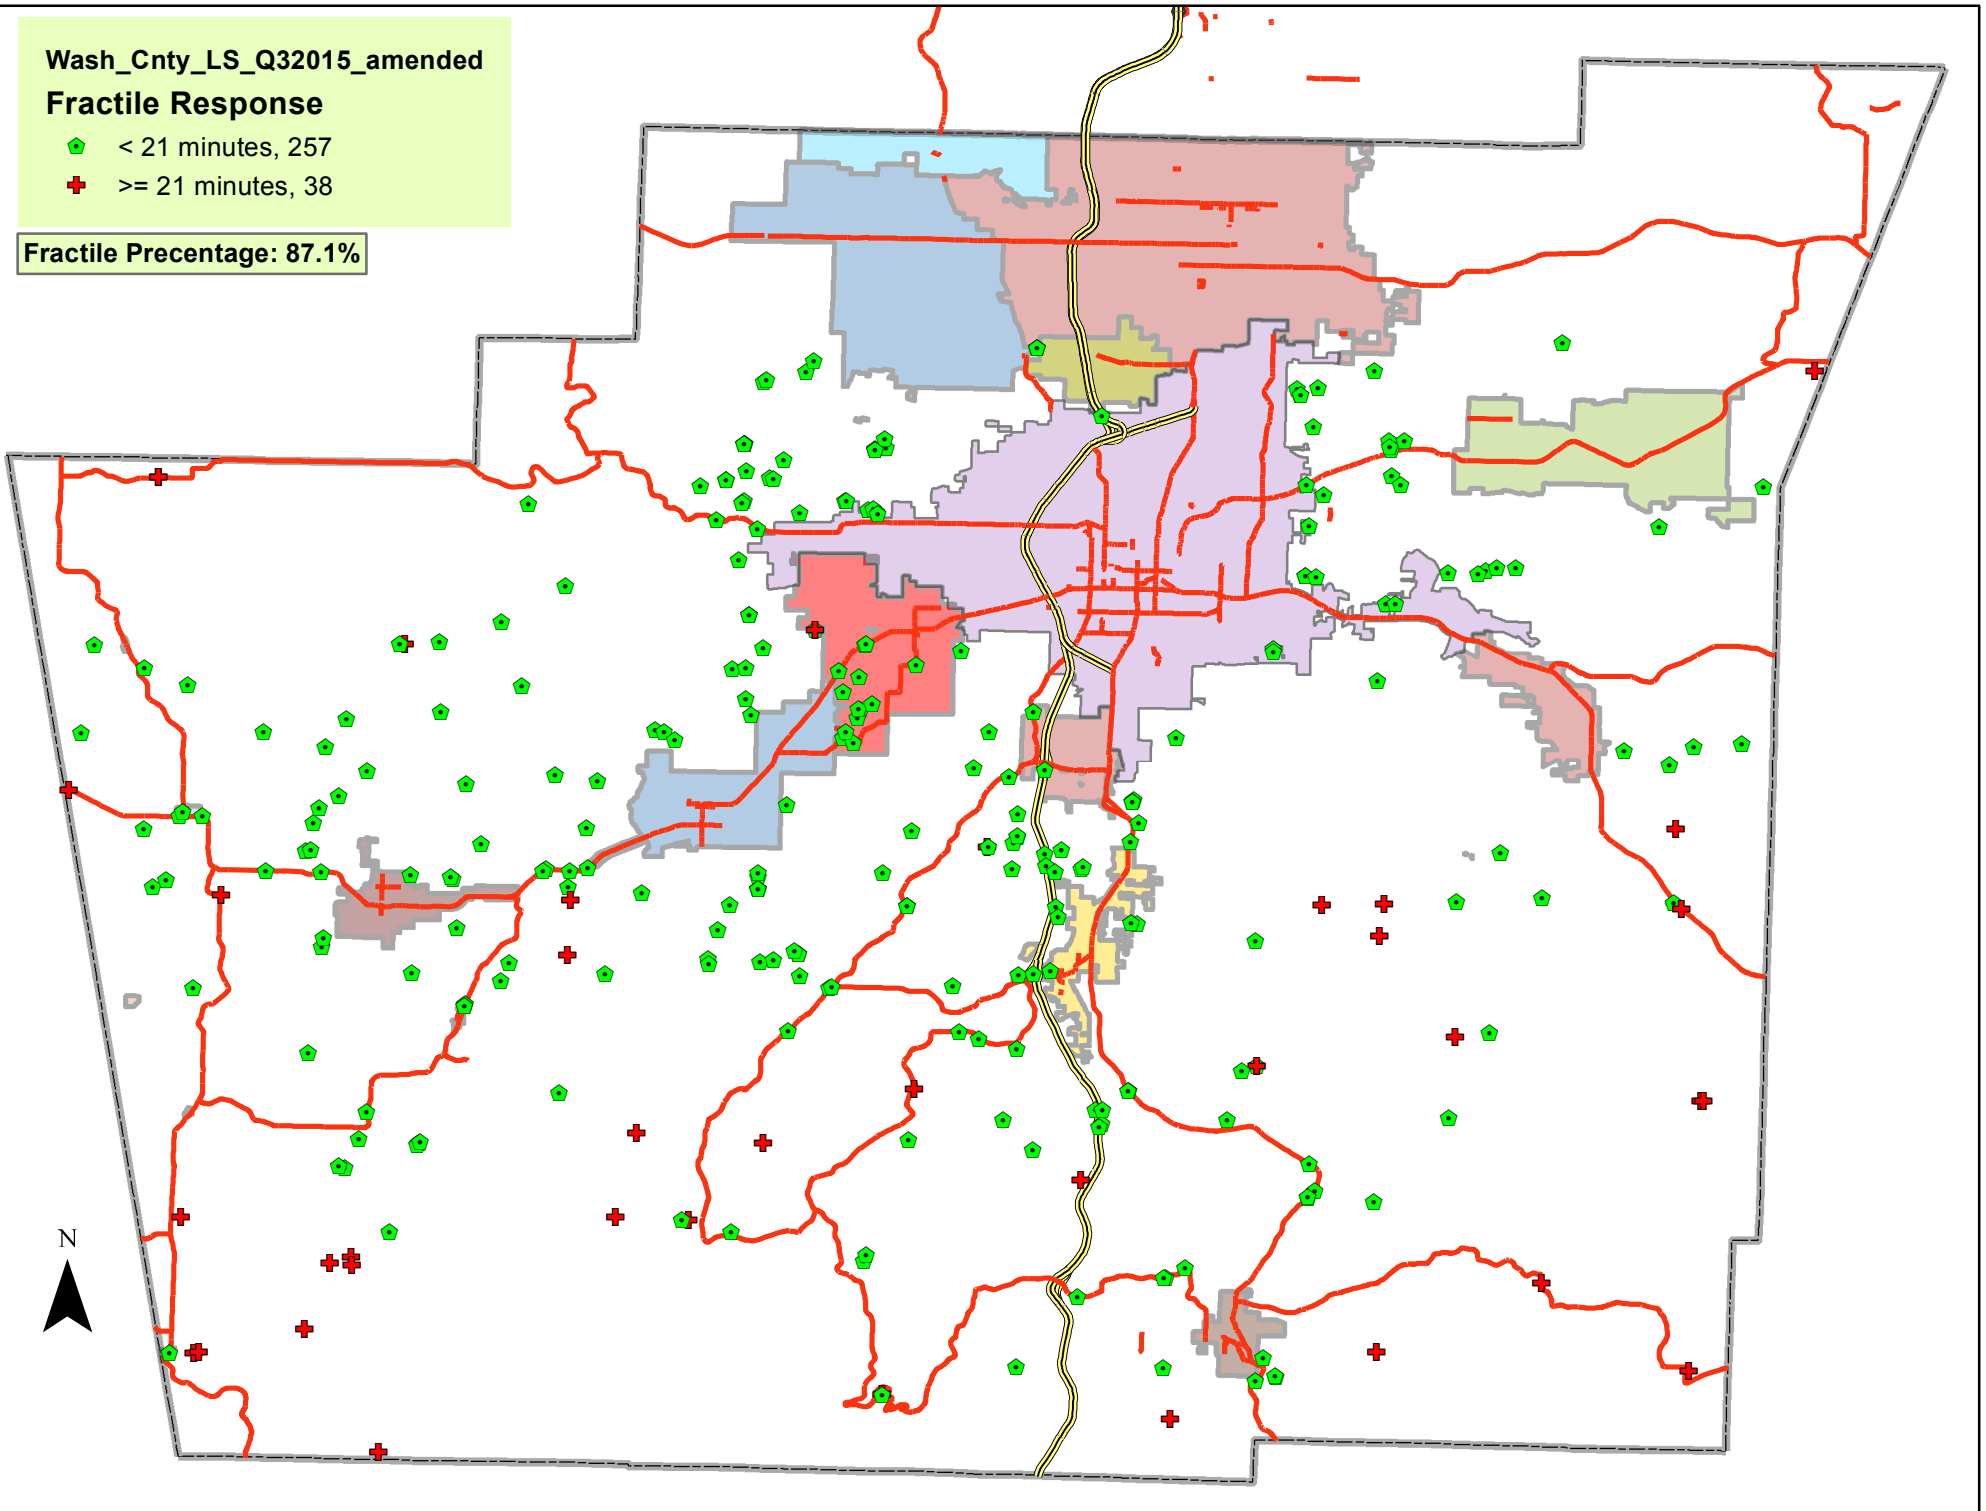 Wash_Cnty_LS_Q32015_amended
Fractile Response
< 21 minutes, 257
>= 21 minutes, 38
Fractile Precentage: 87.1%
N